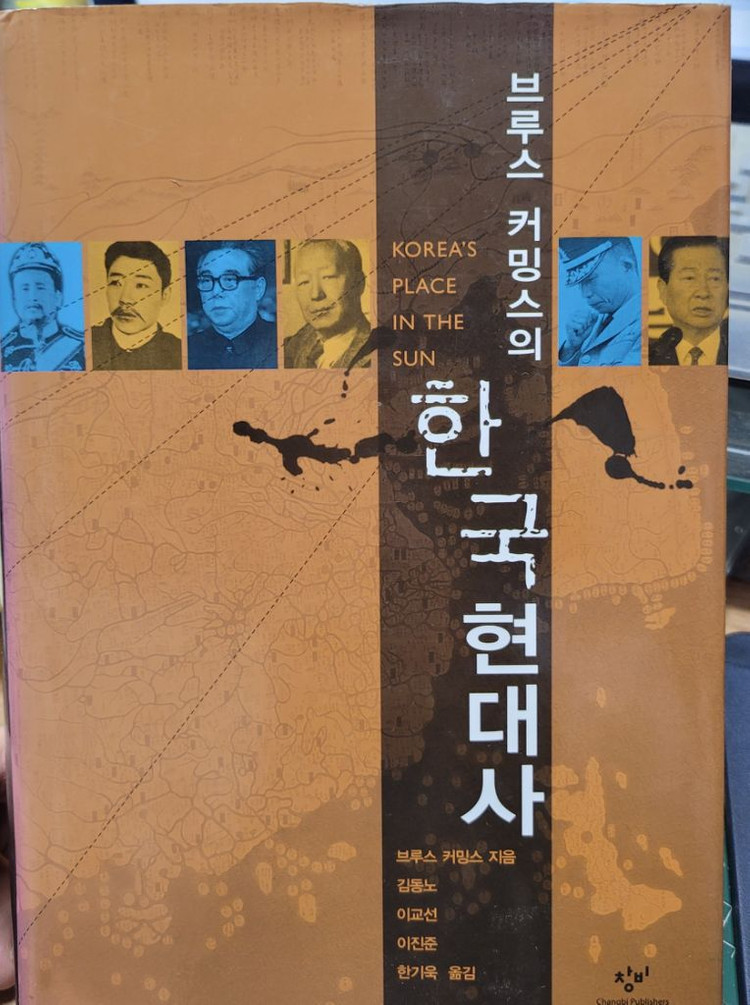 브루스 커밍스의
KOREA'S
PLACE
IN THE
SUN
한국현대사
브루스 커밍스 지음
김동노
이교선
이진준
한기욱 옮김
창비
Changbi Publishers